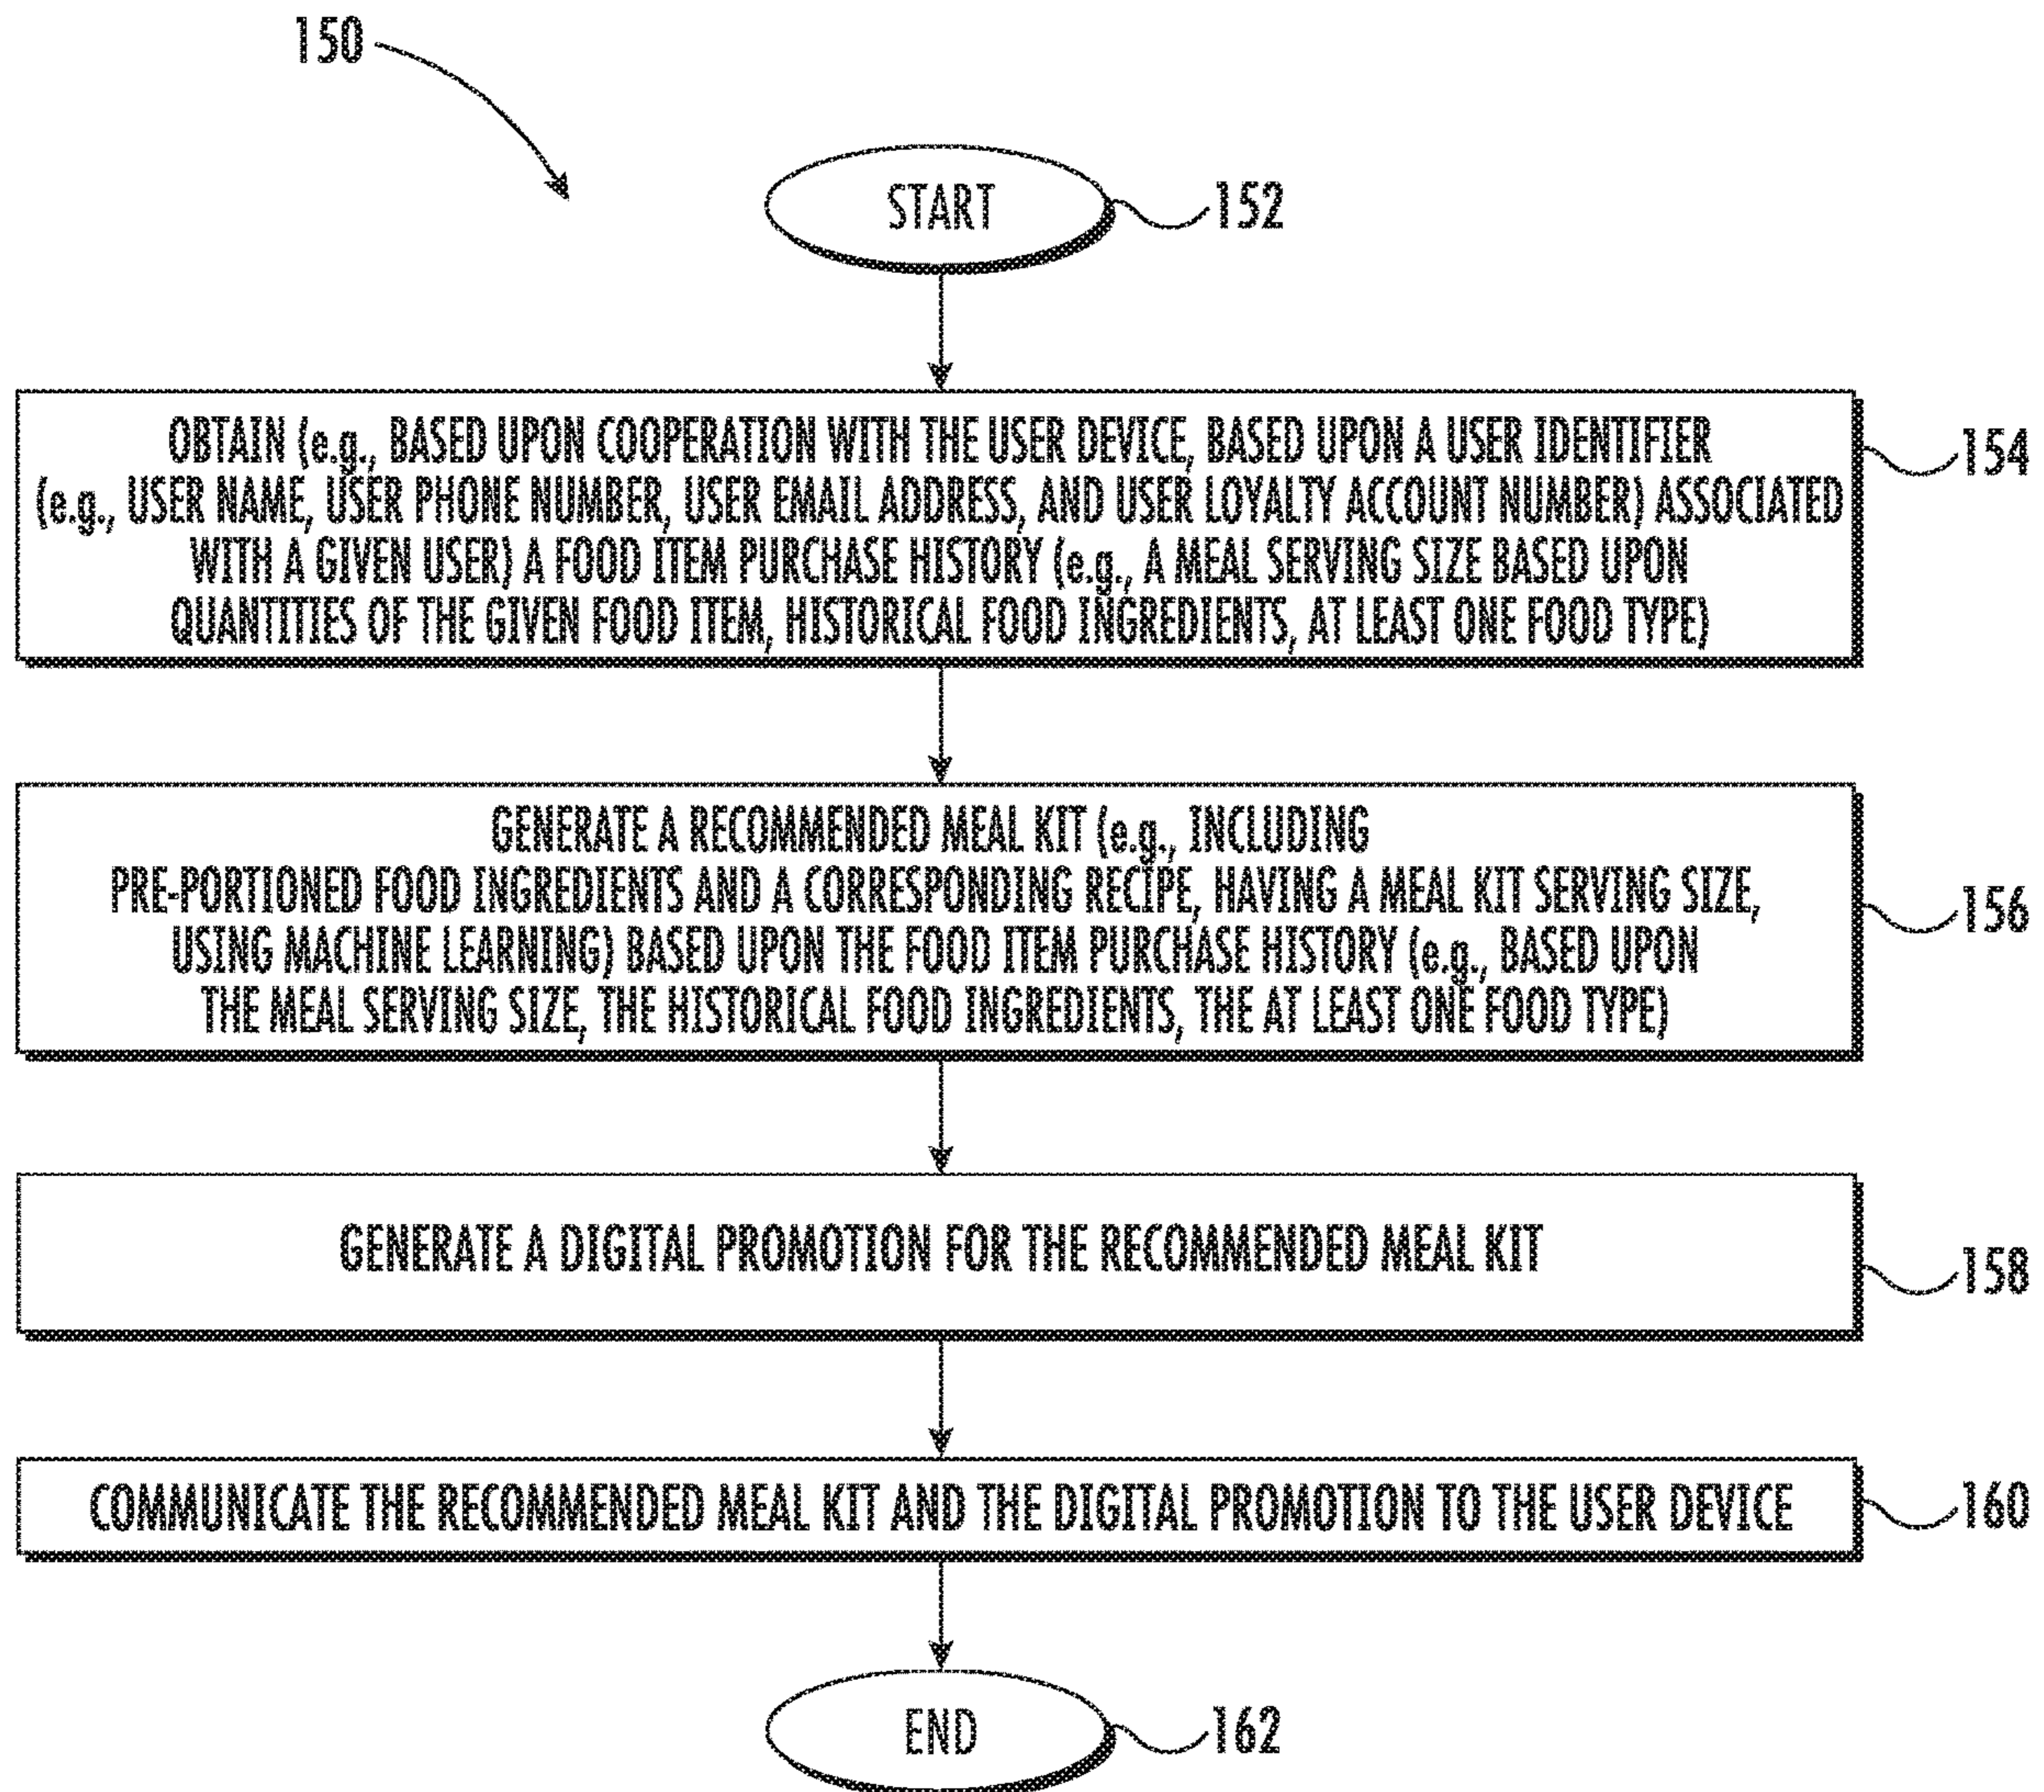 150
START
152
OBTAIN (e.g., BASED UPON COOPERATION WITH THE USER DEVICE, BASED UPON A USER IDENTIFIER
(e.g., USER NAME, USER PHONE NUMBER, USER EMAIL ADDRESS, AND USER LOYALTY ACCOUNT NUMBER) ASSOCIATED
WITH A GIVEN USER) A FOOD ITEM PURCHASE HISTORY (e.g., A MEAL SERVING SIZE BASED UPON
QUANTITIES OF THE GIVEN FOOD ITEM, HISTORICAL FOOD INGREDIENTS, AT LEAST ONE FOOD TYPE)
154
GENERATE A RECOMMENDED MEAL KIT (e.g., INCLUDING
PRE-PORTIONED FOOD INGREDIENTS AND A CORRESPONDING RECIPE, HAVING A MEAL KIT SERVING SIZE,
USING MACHINE LEARNING) BASED UPON THE FOOD ITEM PURCHASE HISTORY (e.g., BASED UPON
THE MEAL SERVING SIZE, THE HISTORICAL FOOD INGREDIENTS, THE AT LEAST ONE FOOD TYPE)
156
GENERATE A DIGITAL PROMOTION FOR THE RECOMMENDED MEAL KIT
158
COMMUNICATE THE RECOMMENDED MEAL KIT AND THE DIGITAL PROMOTION TO THE USER DEVICE
160
END
162